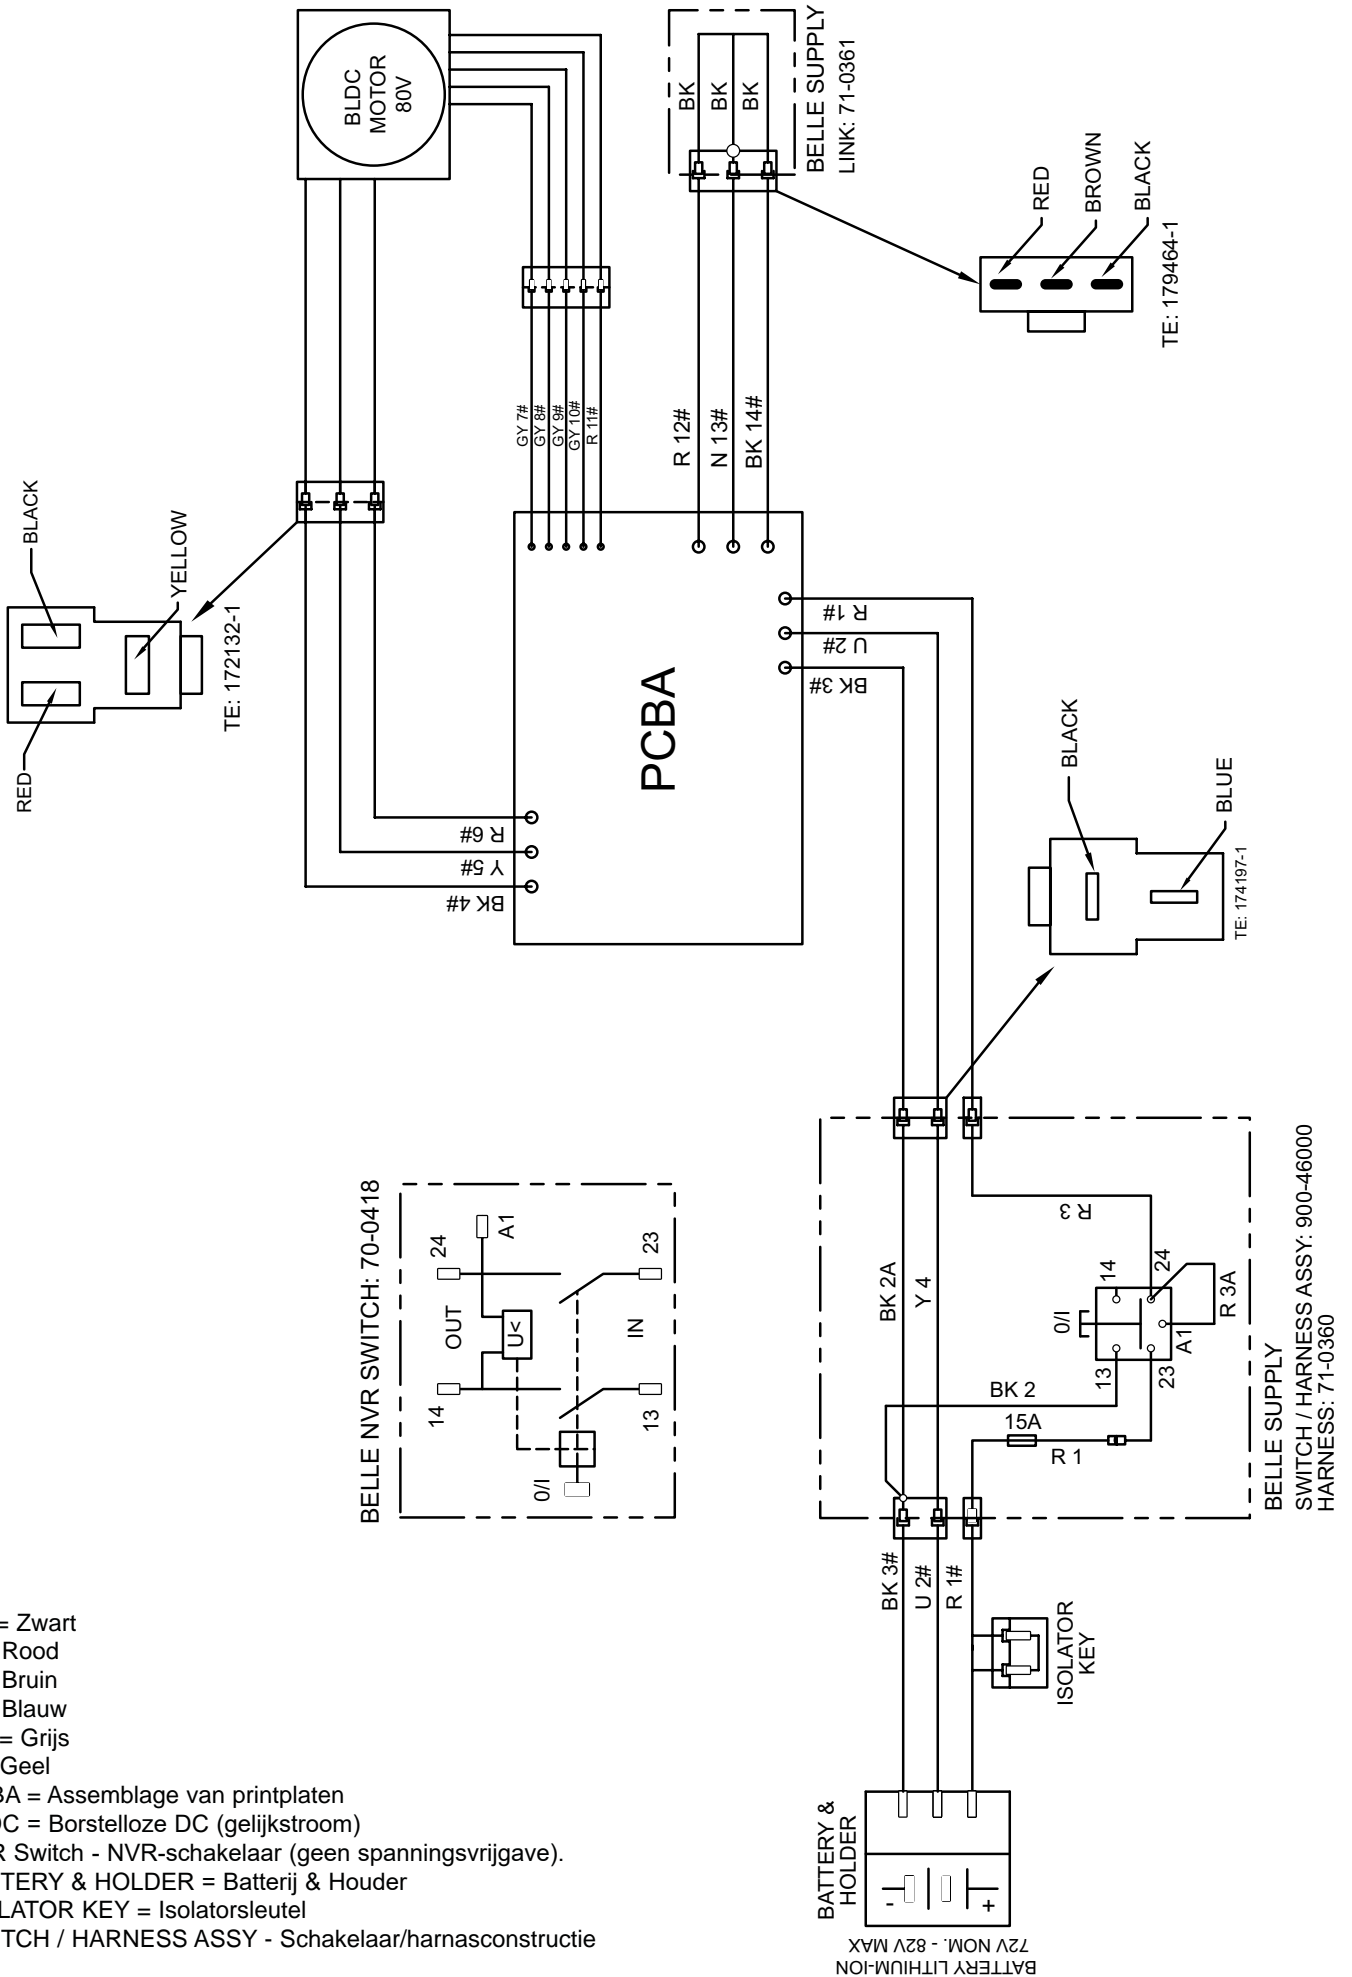 BLDC
MOTOR
80V
BK
BK
BK
BELLE SUPPLY
LINK: 71-0361
RED
BROWN
BLACK
TE: 179464-1
BLACK
YELLOW
RED
TE: 172132-1
GY 7#
GY 8#
GY 9#
GY 10#
R 11#
R 12#
N 13#
BK 14#
R 1#
U 2#
BK 3#
PCBA
R 6#
Y 5#
BK 4#
BLACK
BLUE
TE: 174197-1
BELLE NVR SWITCH: 70-0418
24
A1
23
OUT
U<
IN
14
13
0/I
BK 2A
Y 4
R 3
14
24
0/I
R 3A
A1
13
23
BK 2
15A
R 1
BELLE SUPPLY
SWITCH / HARNESS ASSY: 900-46000
HARNESS: 71-0360
BK 3#
U 2#
R 1#
ISOLATOR
KEY
BATTERY &
HOLDER
-
+
BATTERY LITHIUM-ION
72V NOM. - 82V MAX
= Zwart
Rood
Bruin
Blauw
= Grijs
Geel
BA = Assemblage van printplaten
DC = Borstelloze DC (gelijkstroom)
R Switch - NVR-schakelaar (geen spanningsvrijgave).
TTERY & HOLDER = Batterij & Houder
LATOR KEY = Isolatorsleutel
TCH / HARNESS ASSY - Schakelaar/harnasconstructie